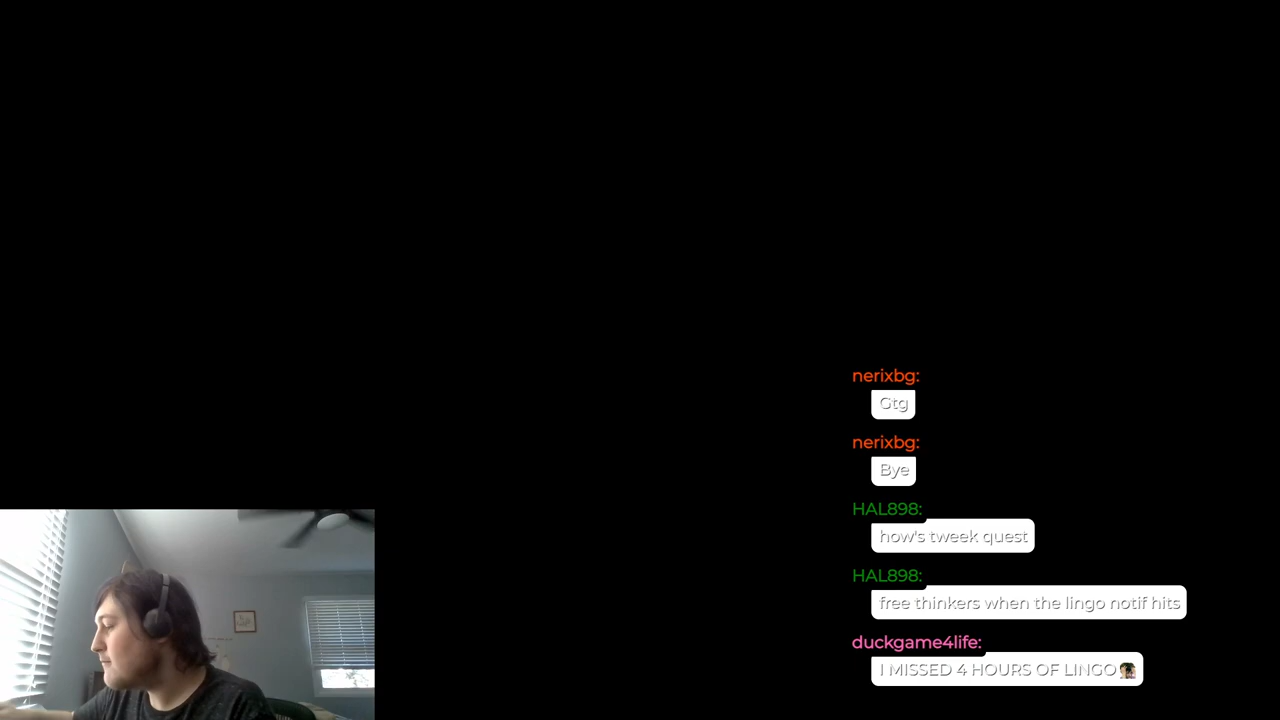 nerixbg:
Gtg
nerixbg:
Bye
HAL898:
how's tweek quest
HAL898:
free thinkers when the lingo notif hits
duckgame4life:
I MISSED 4 HOURS OF LINGO